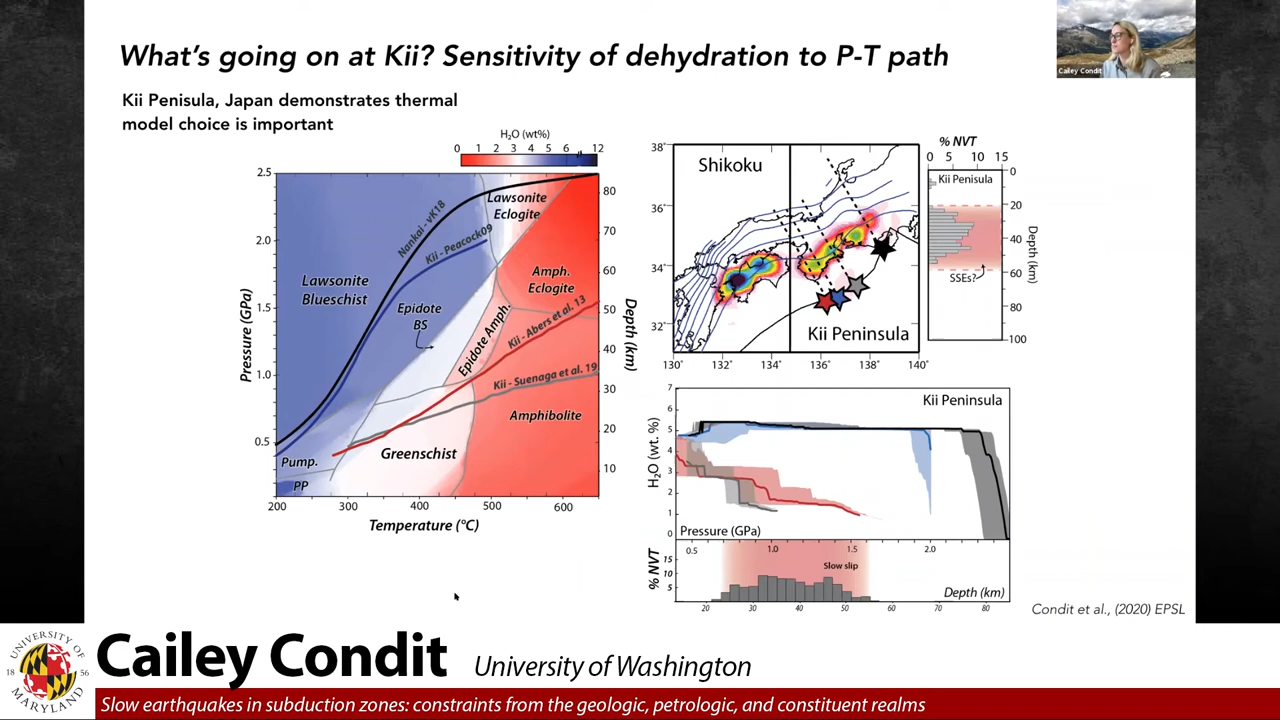 What's going on at Kii? Sensitivity of dehydration to P-T path
Cailey Condit
Kii Penisula, Japan demonstrates thermal
model choice is important
H₂O (wt%)
0 1 2 3 4 5 6 12
2.5
2.0
1.5
1.0
0.5
Pressure (GPa)
200 300 400 500 600
Temperature (°C)
80
70
60
50
40
30
20
10
Depth (km)
Nankai - vK18
Kii - Peacock09
Kii - Abers et al. 13
Kii - Suenaga et al. 19
Lawsonite
Eclogite
Lawsonite
Blueschist
Epidote
BS
Amph.
Eclogite
Epidote Amph.
Amphibolite
Greenschist
Pump.
PP
38°
36°
34°
32°
130° 132° 134° 136° 138° 140°
Shikoku
Kii Peninsula
% NVT
0 5 10 15
Kii Penisula
0
20
40
60
80
100
Depth (km)
SSEs?
7
6
5
4
3
2
1
0
H₂O (wt. %)
Kii Peninsula
Pressure (GPa)
0.5 1.0 1.5 2.0
% NVT
15
10
5
Slow slip
Depth (km)
20 30 40 50 60 70 80
Condit et al., (2020) EPSL
UNIVERSITY OF
18 56
MARYLAND
Cailey Condit University of Washington
Slow earthquakes in subduction zones: constraints from the geologic, petrologic, and constituent realms